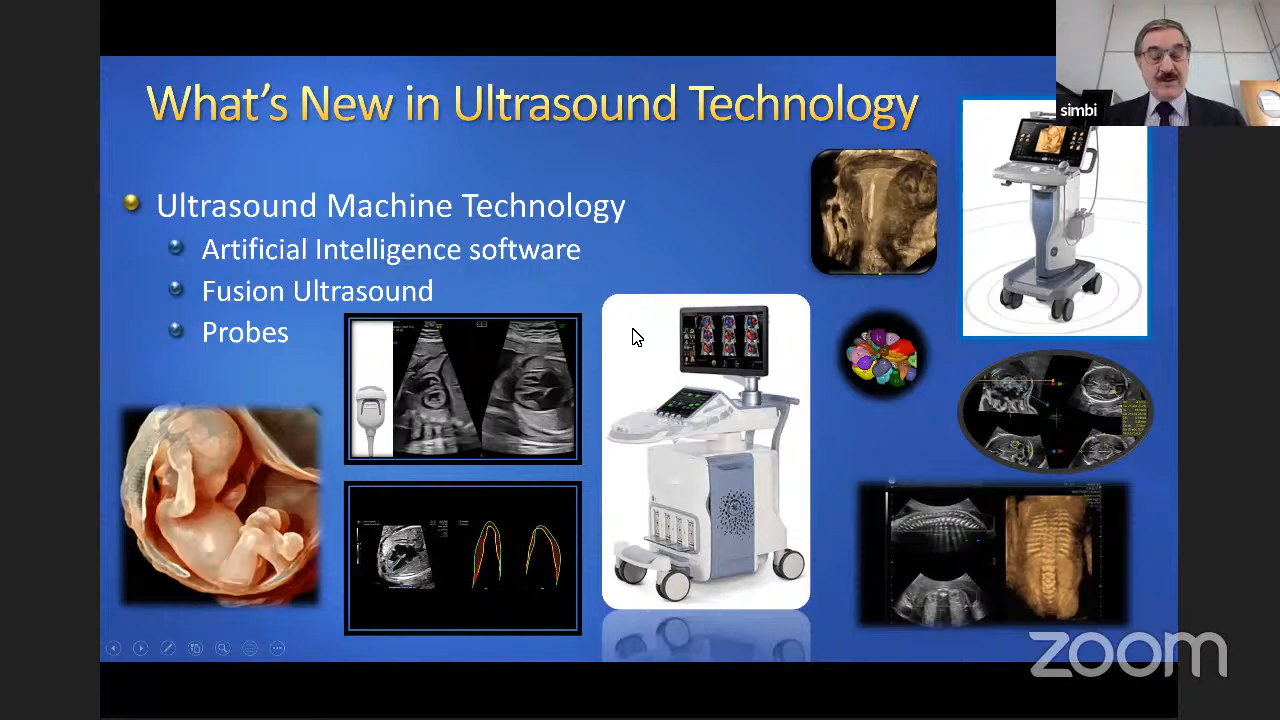 What's New in Ultrasound Technology
simbi
Ultrasound Machine Technology
Artificial Intelligence software
Fusion Ultrasound
Probes
zoom